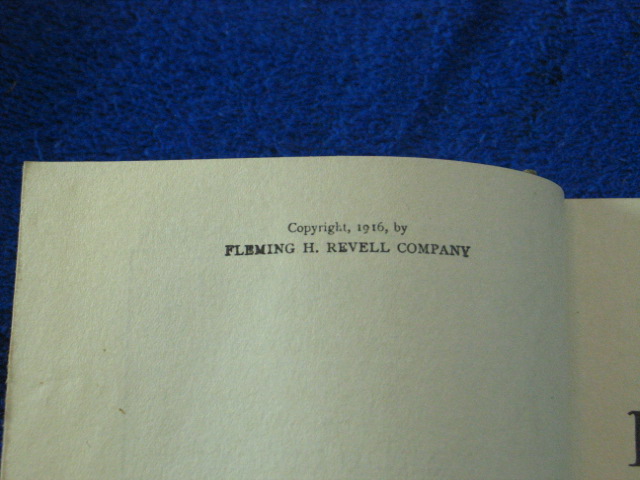 Copyright, 1916, by
FLEMING H. REVELL COMPANY